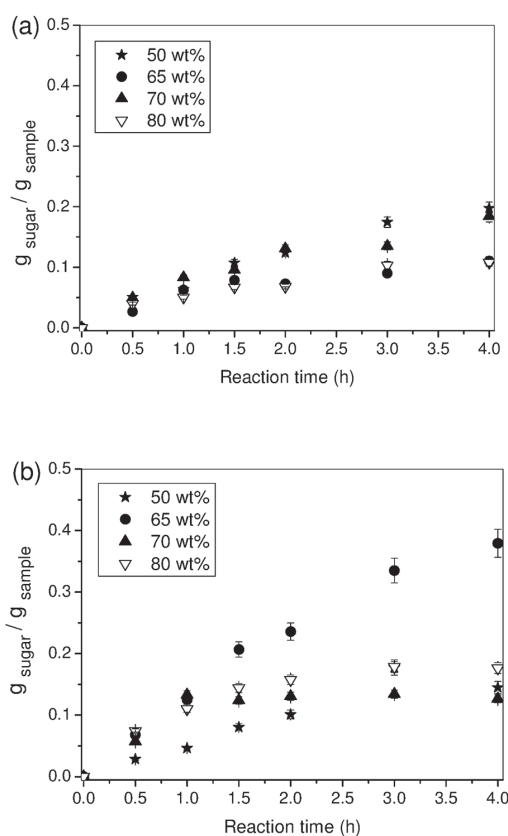 (a)
0.5
0.4
0.3
0.2
0.1
0.0
g sugar / g sample
50 wt%
65 wt%
70 wt%
80 wt%
0.0 0.5 1.0 1.5 2.0 2.5 3.0 3.5 4.0
Reaction time (h)
(b)
0.5
0.4
0.3
0.2
0.1
0.0
g sugar / g sample
50 wt%
65 wt%
70 wt%
80 wt%
0.0 0.5 1.0 1.5 2.0 2.5 3.0 3.5 4.0
Reaction time (h)